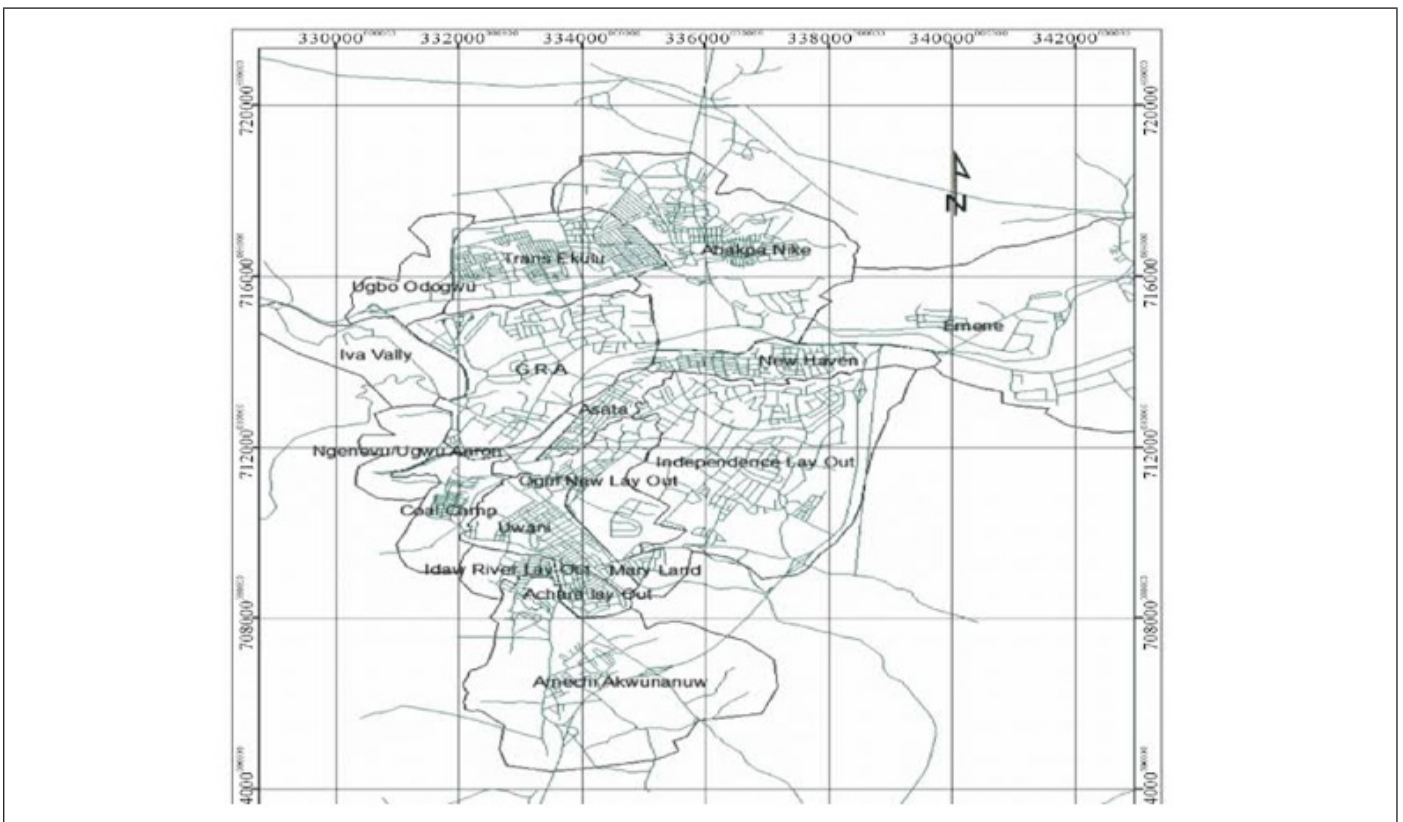 330000 332000 334000 336000 338000 340000 342000
720000 720000
N
Trans Ekulu Abakpa Nike
716000 716000
Ugbo Odogwu
Emene
Iva Vally New Haven
G.R.A
Asata
712000 712000
Ngenevu/Ugwu Aaron
Independence Lay Out
Ogui New Lay Out
Coal Camp
Uwani
Idaw River Lay Out Mary Land
Achara lay Out
708000 708000
Amechi Akwunanuw
4000 704000